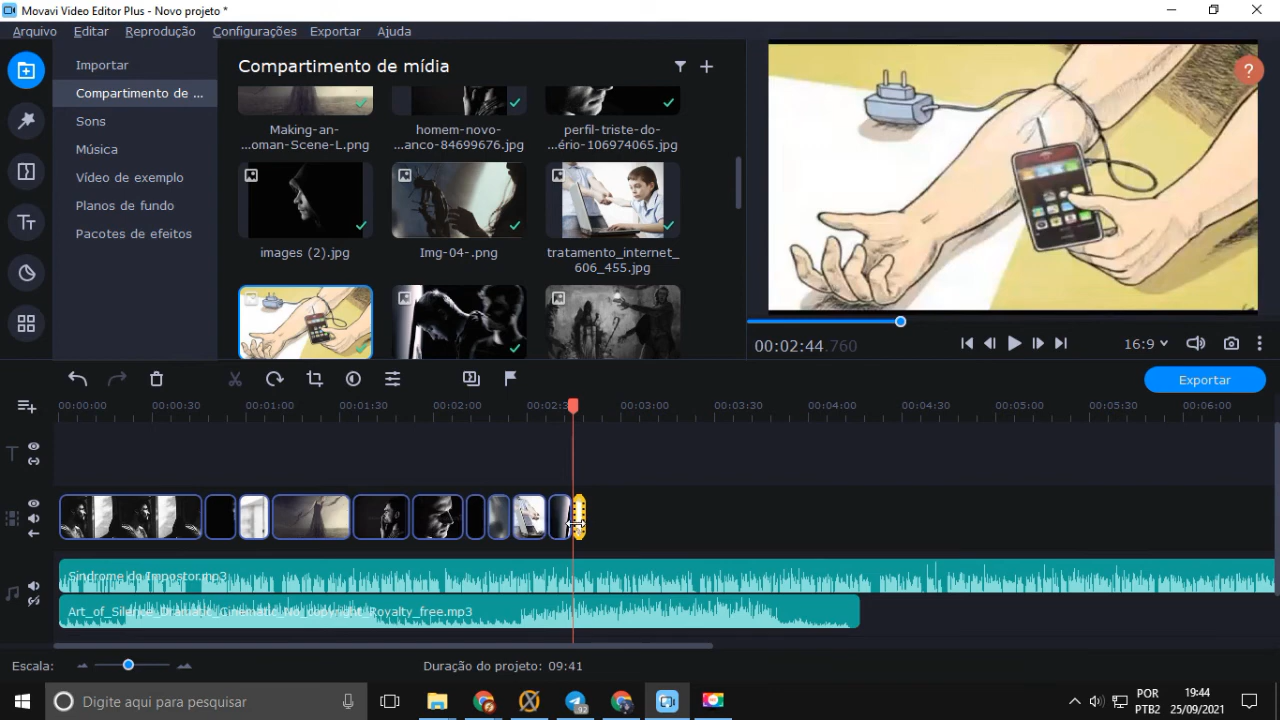 Movavi Video Editor Plus - Novo projeto *
Arquivo Editar Reprodução Configurações Exportar Ajuda
Importar
Compartimento de ...
Sons
Música
Vídeo de exemplo
Planos de fundo
Pacotes de efeitos
Compartimento de mídia
Making-an-
...oman-Scene-L.png
homem-novo-
...anco-84699676.jpg
perfil-triste-do-
...ério-106974065.jpg
images (2).jpg
Img-04-.png
tratamento_internet_
606_455.jpg
?
00:02:44.760
16:9
Exportar
00:00:00 00:00:30 00:01:00 00:01:30 00:02:00 00:02:3 00:03:00 00:03:30 00:04:00 00:04:30 00:05:00 00:05:30 00:06:00
Sindrome do Impostor.mp3
Art_of_Silence_Dramatic_Cinematic_No_copyright_Royalty_free.mp3
Escala:
Duração do projeto: 09:41
Digite aqui para pesquisar
92
POR
PTB2
19:44
25/09/2021